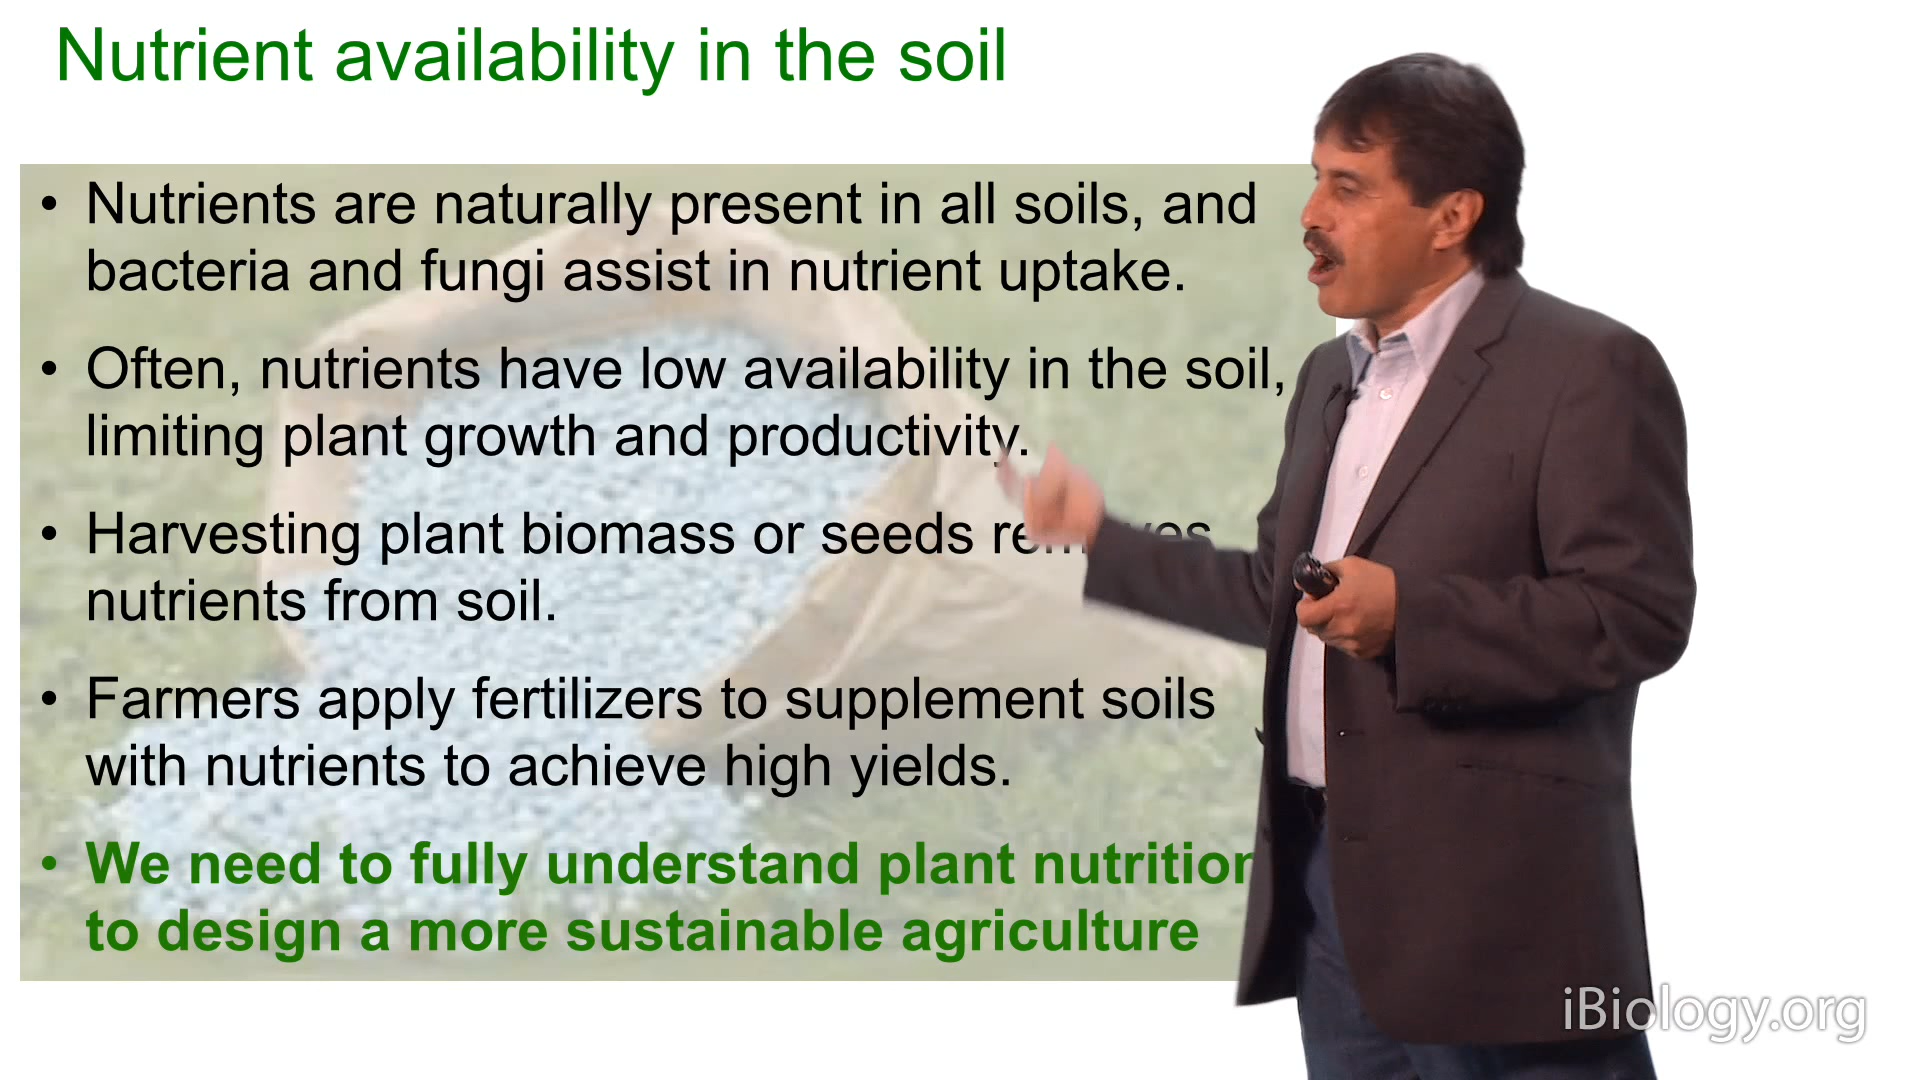 Nutrient availability in the soil
• Nutrients are naturally present in all soils, and
bacteria and fungi assist in nutrient uptake.
• Often, nutrients have low availability in the soil,
limiting plant growth and productivity.
• Harvesting plant biomass or seeds
nutrients from soil.
• Farmers apply fertilizers to supplement soils
with nutrients to achieve high yields.
• We need to fully understand plant nutrition
to design a more sustainable agriculture
iBiology.org